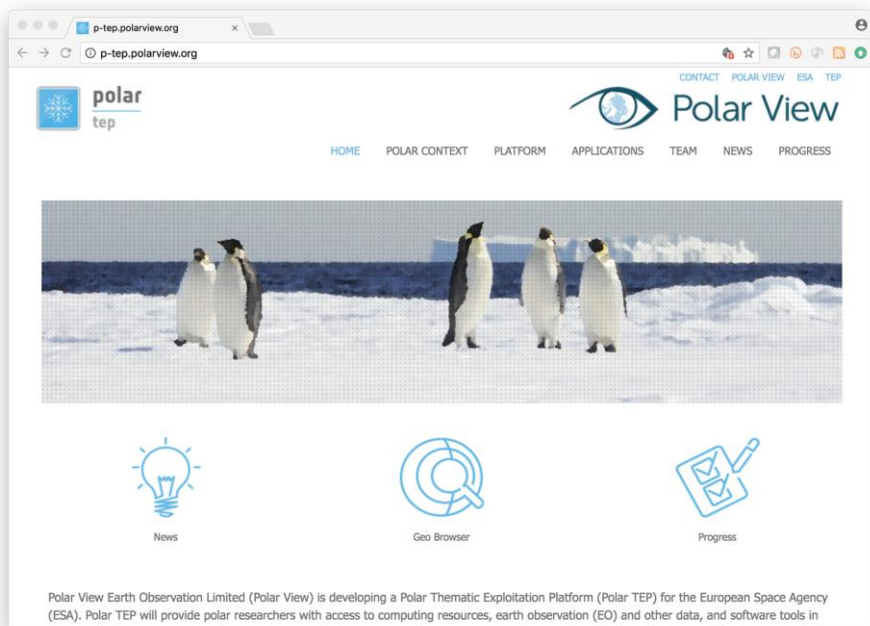 p-tep.polarview.org
p-tep.polarview.org
CONTACT POLAR VIEW ESA TEP
polar
tep
Polar View
HOME POLAR CONTEXT PLATFORM APPLICATIONS TEAM NEWS PROGRESS
News Geo Browser Progress
Polar View Earth Observation Limited (Polar View) is developing a Polar Thematic Exploitation Platform (Polar TEP) for the European Space Agency
(ESA). Polar TEP will provide polar researchers with access to computing resources, earth observation (EO) and other data, and software tools in